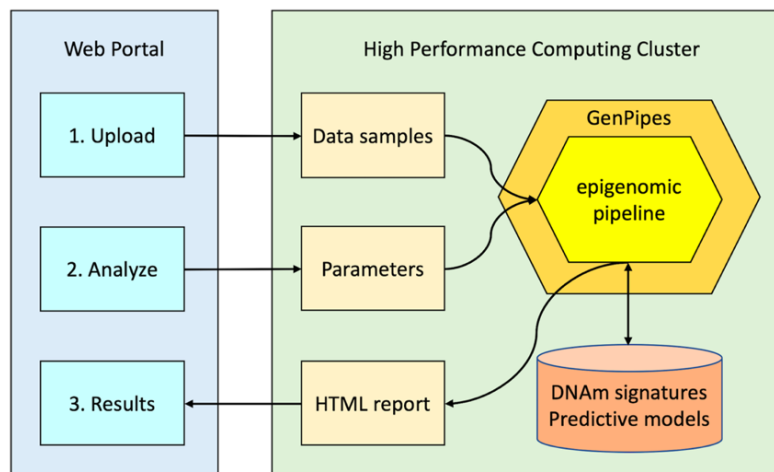 Web Portal
High Performance Computing Cluster
1. Upload
Data samples
GenPipes
epigenomic
pipeline
2. Analyze
Parameters
3. Results
HTML report
DNAm signatures
Predictive models